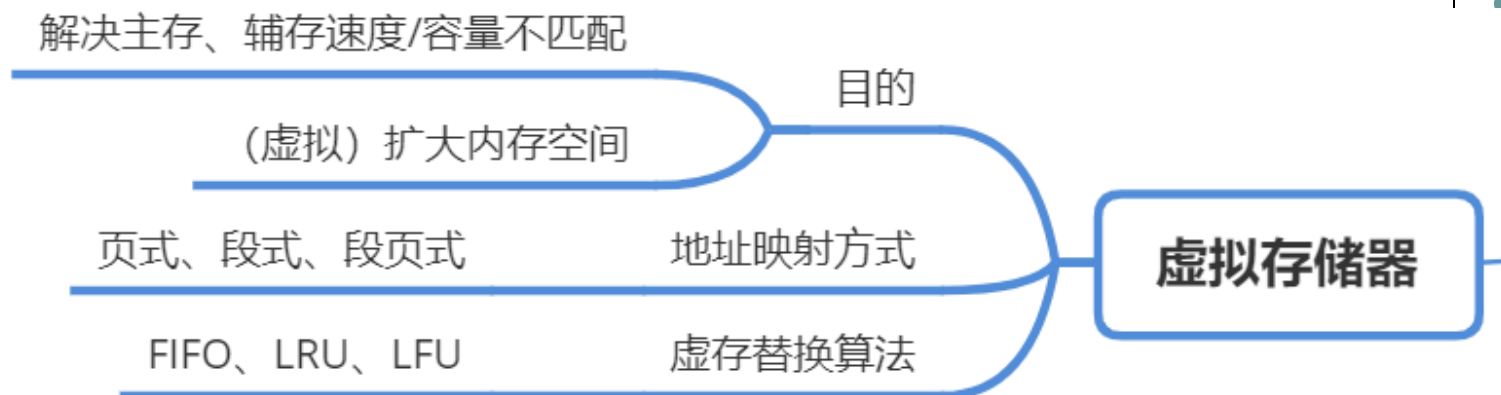 解决主存、辅存速度/容量不匹配
目的
（虚拟）扩大内存空间
页式、段式、段页式
地址映射方式
虚拟存储器
FIFO、LRU、LFU
虚存替换算法